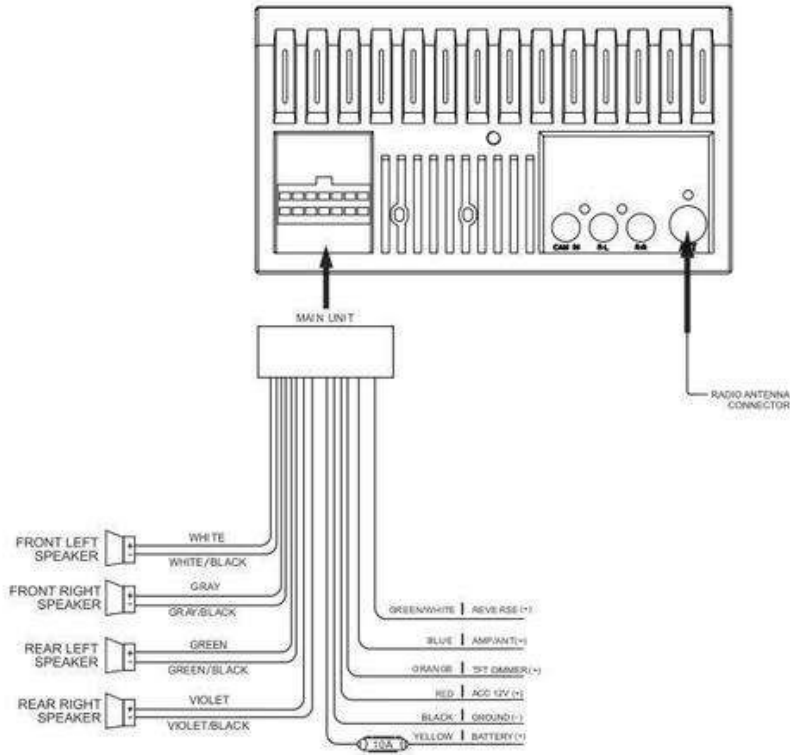 CAM IN
MAIN UNIT
RADIO ANTENNA
CONNECTOR
FRONT LEFT
SPEAKER
+
-
WHITE
WHITE/BLACK
FRONT RIGHT
SPEAKER
+
-
GRAY
GRAY/BLACK
REAR LEFT
SPEAKER
+
-
GREEN
GREEN/BLACK
REAR RIGHT
SPEAKER
+
-
VIOLET
VIOLET/BLACK
GREEN/WHITE | REVERSE(+)
BLUE | AMP/ANT(+)
ORANGE | TFT DIMMER(+)
RED | ACC 12V (+)
BLACK | GROUND(-)
10A YELLOW | BATTERY(+)